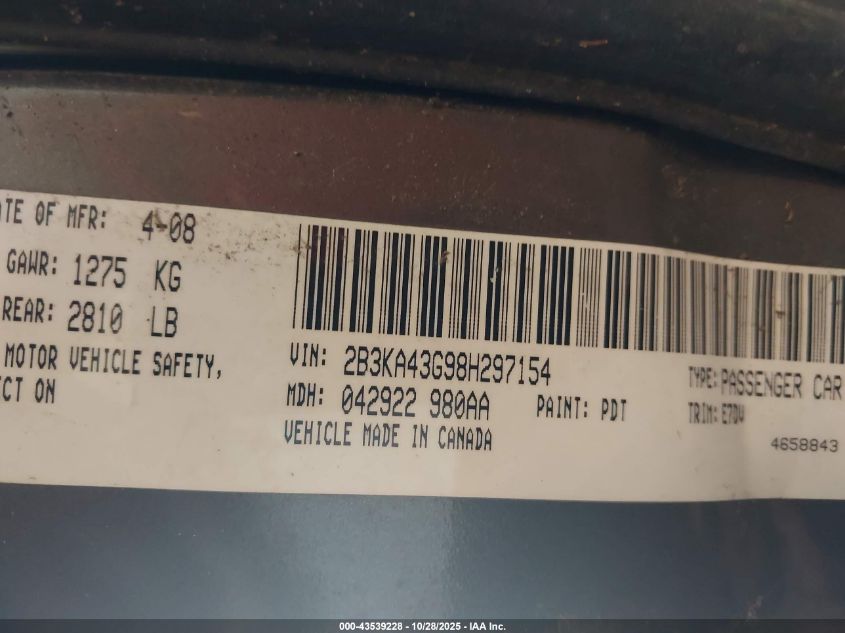 ATE OF MFR: 4-08
GAWR: 1275 KG
REAR: 2810 LB
MOTOR VEHICLE SAFETY,
ECT ON
VIN: 2B3KA43G98H297154
MDH: 042922 980AA PAINT: PDT
VEHICLE MADE IN CANADA
TYPE: PASSENGER CAR
TRIM: E7DV
4658843
000-43539228 - 10/28/2025 - IAA Inc.